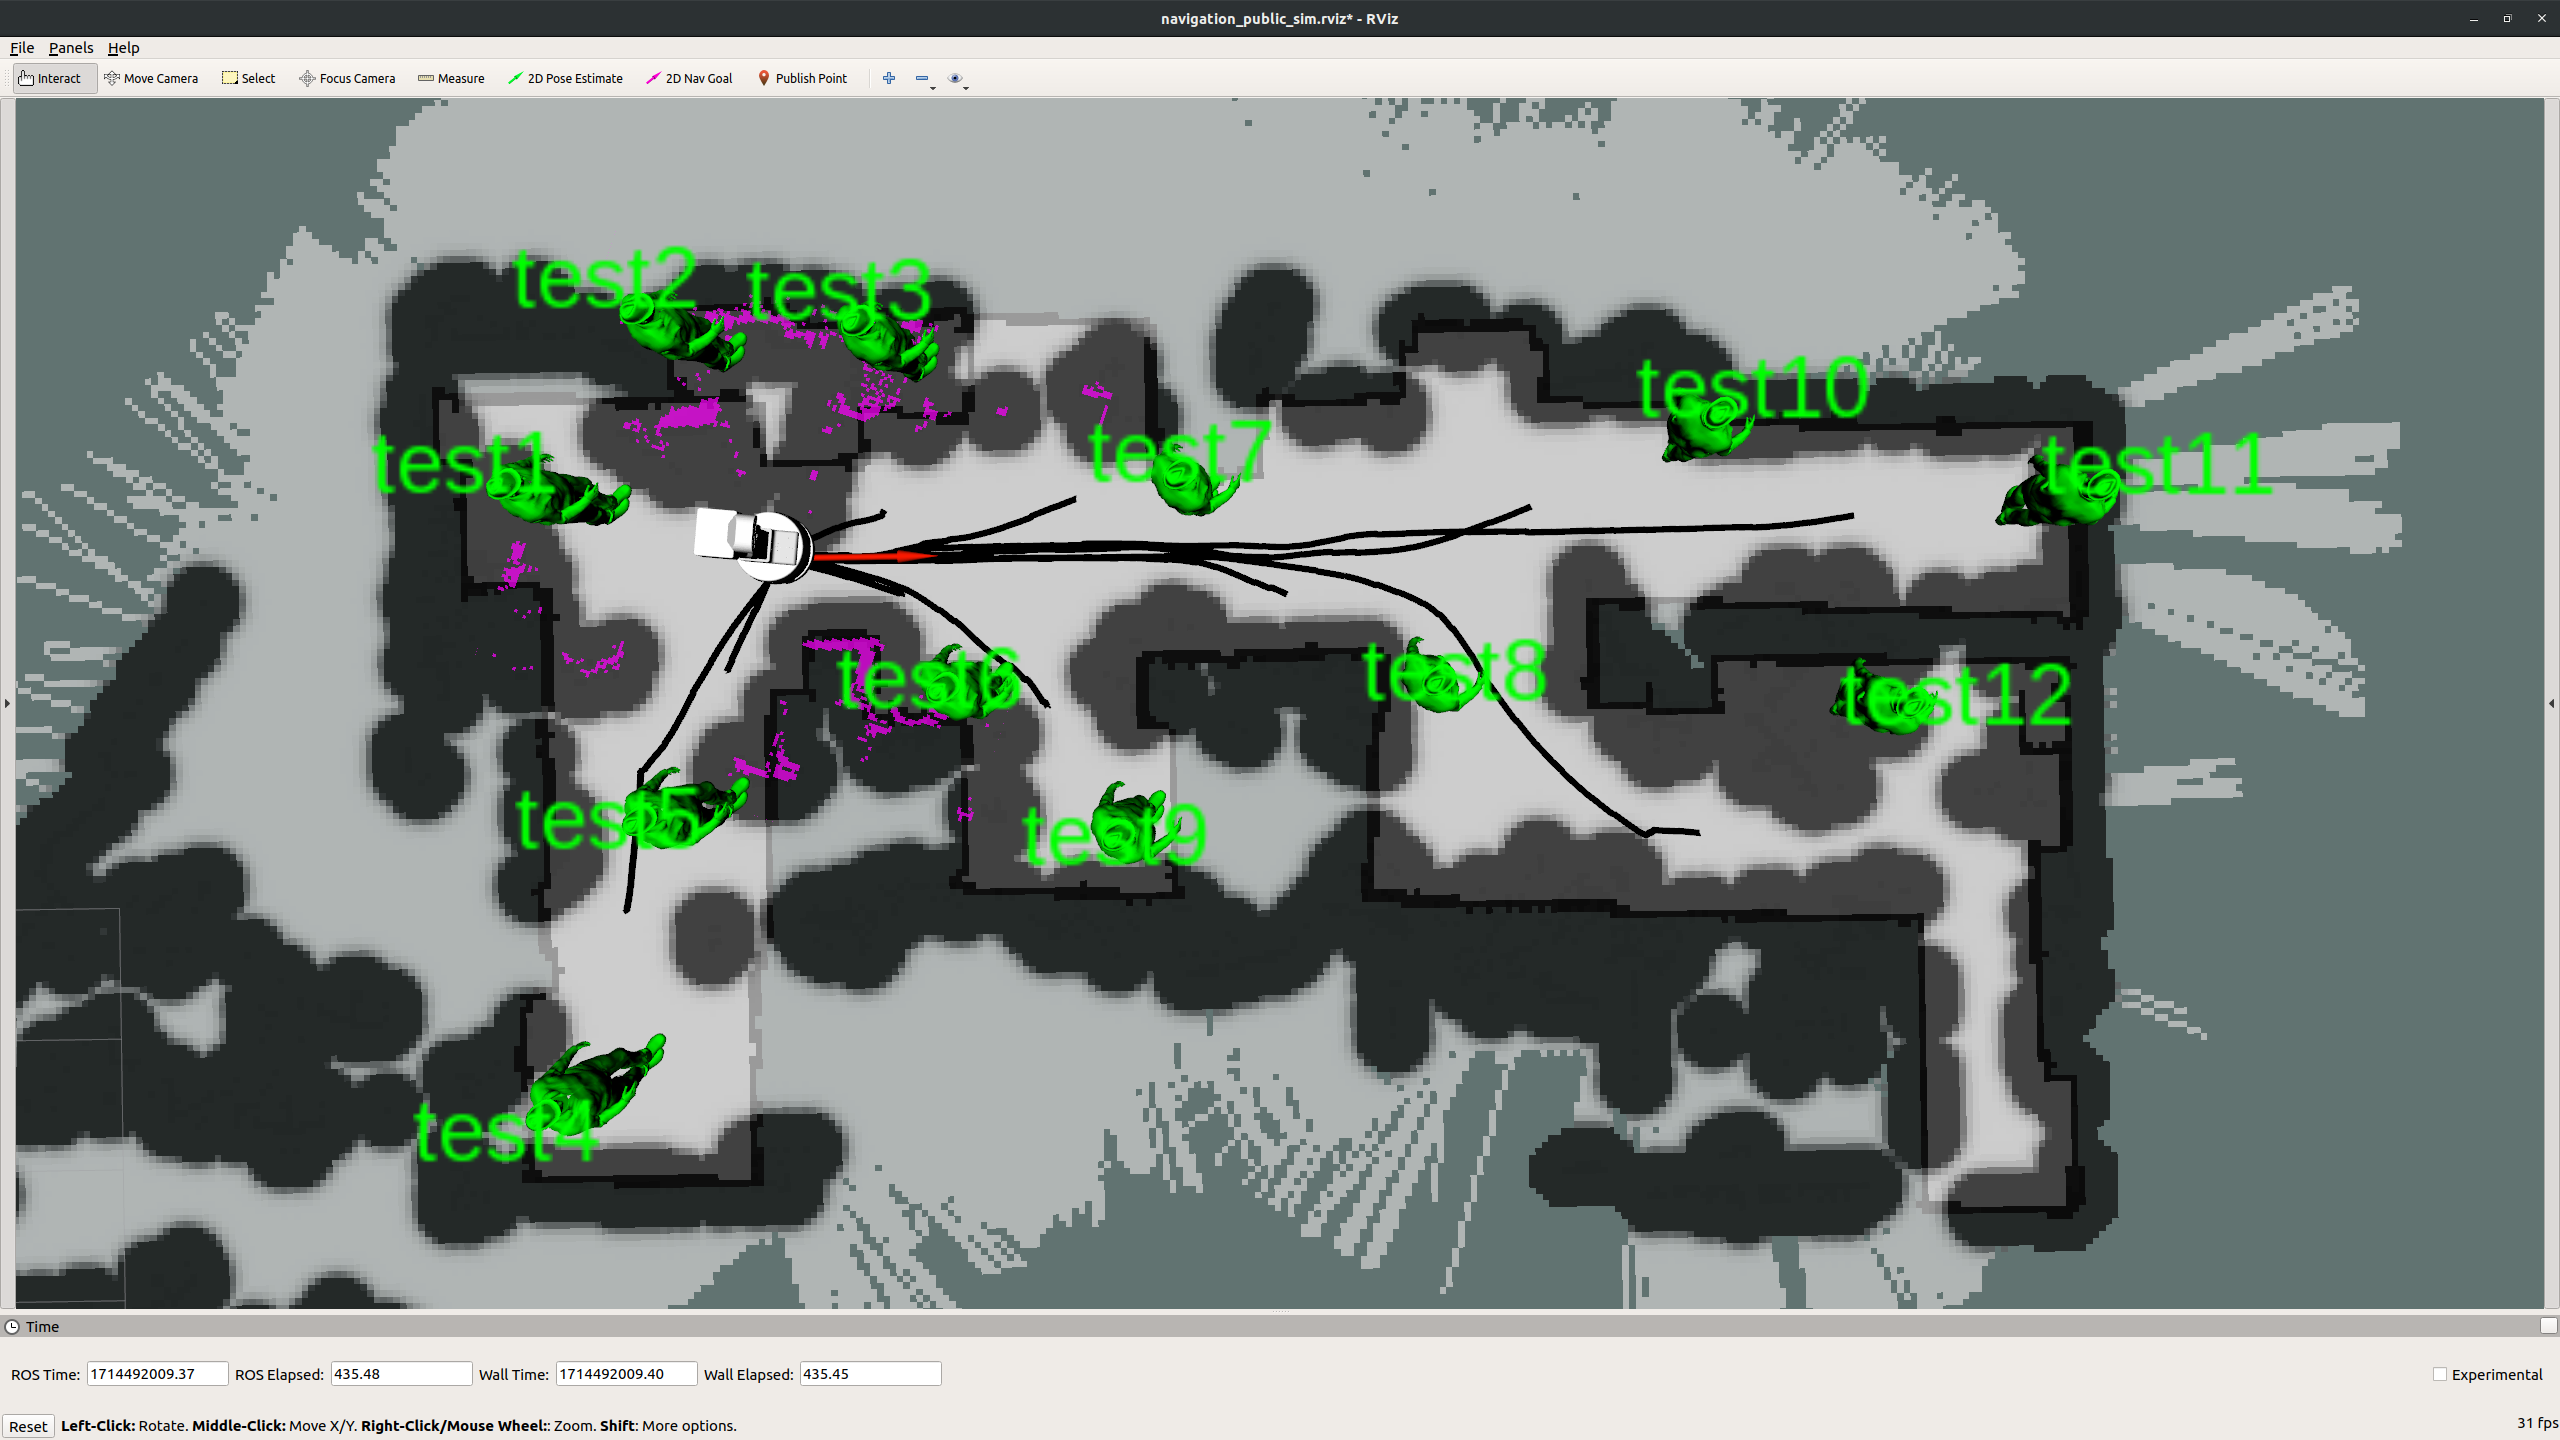 navigation_public_sim.rviz* - RViz
File Panels Help
Interact Move Camera Select Focus Camera Measure 2D Pose Estimate 2D Nav Goal Publish Point
test2
test3
test10
test1
test7
test11
test6
test8
test12
test5
test9
test4
Time
ROS Time: 1714492009.37 ROS Elapsed: 435.48 Wall Time: 1714492009.40 Wall Elapsed: 435.45 Experimental
Reset Left-Click: Rotate. Middle-Click: Move X/Y. Right-Click/Mouse Wheel:: Zoom. Shift: More options. 31 fps